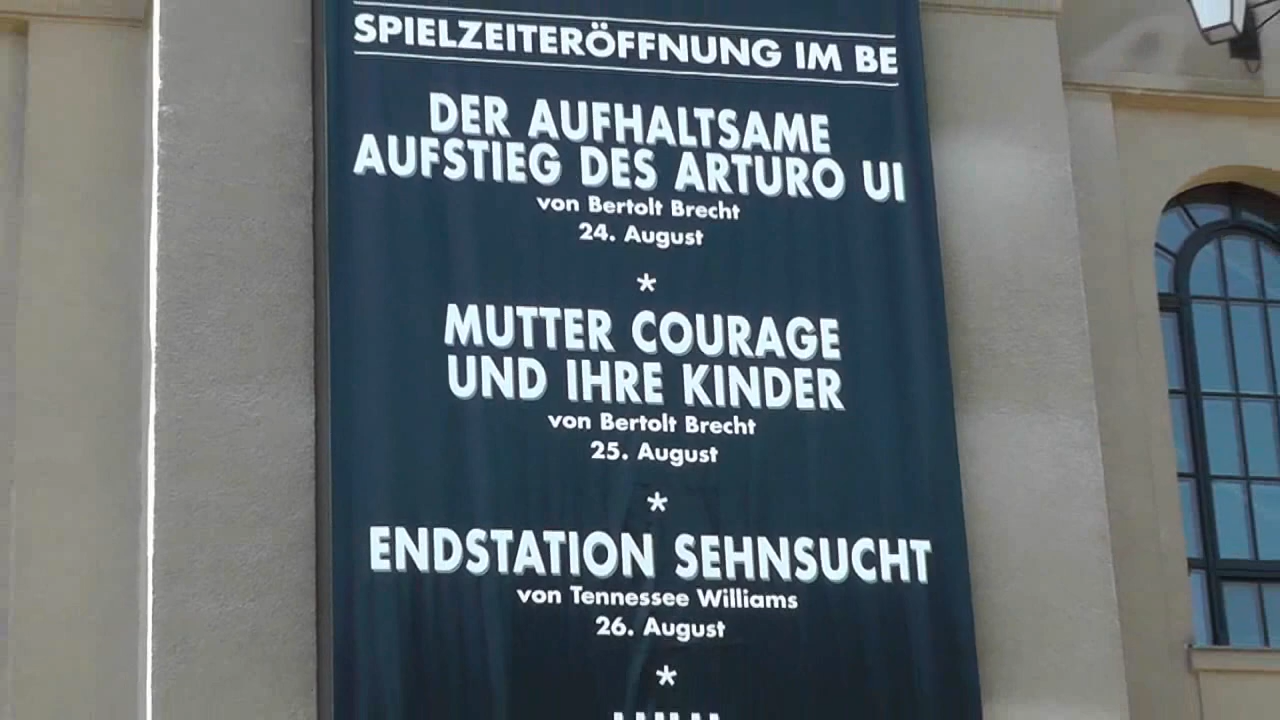 SPIELZEITERÖFFNUNG IM BE
DER AUFHALTSAME
AUFSTIEG DES ARTURO UI
von Bertolt Brecht
24. August
*
MUTTER COURAGE
UND IHRE KINDER
von Bertolt Brecht
25. August
*
ENDSTATION SEHNSUCHT
von Tennessee Williams
26. August
*